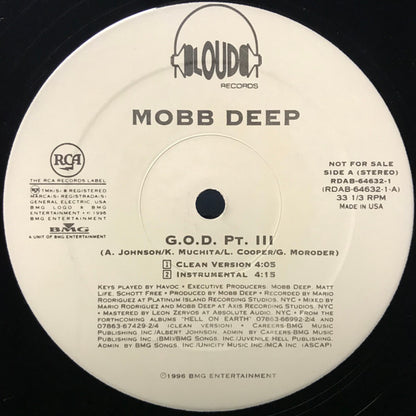 LOUD
RECORDS
MOBB DEEP
RCA
THE RCA RECORDS LABEL
TMK(S) ® REGISTERED
MARCA(S) REGISTRADA(S)
GENERAL ELECTRIC USA
BMG LOGO ® BMG
ENTERTAINMENT • © 1996
BMG ENTERTAINMENT
BMG
A UNIT OF BMG ENTERTAINMENT
NOT FOR SALE
SIDE A (STEREO)
RDAB-64632-1
(RDAB-64632-1-A)
33 1/3 RPM
MADE IN USA
G.O.D. PT. III
(A. JOHNSON/K. MUCHITA/L. COOPER/G. MORODER)
1 CLEAN VERSION 4:05
2 INSTRUMENTAL 4:15
KEYS PLAYED BY HAVOC • EXECUTIVE PRODUCERS: MOBB DEEP, MATT
LIFE, SCHOTT FREE • PRODUCED BY MOBB DEEP • RECORDED BY MARIO
RODRIGUEZ AT PLATINUM ISLAND RECORDING STUDIOS, NYC • MIXED BY
MARIO RODRIGUEZ AND MOBB DEEP AT AXIS RECORDING STUDIOS, NYC
• MASTERED BY LEON ZERVOS AT ABSOLUTE AUDIO, NYC • FROM THE
FORTHCOMING ALBUMS "HELL ON EARTH" 07863-66992-2/4 AND
07863-67429-2/4 (CLEAN VERSION) • CAREERS-BMG MUSIC
PUBLISHING INC./ALBERT JOHNSON, ADMIN BY CAREERS-BMG MUSIC
PUBLISHING INC. (BMI)/BMG SONGS, INC./JUVENILE HELL PUBLISHING,
ADMIN BY BMG SONGS, INC./UNICITY MUSIC INC/MCA INC (ASCAP)
©1996 BMG ENTERTAINMENT